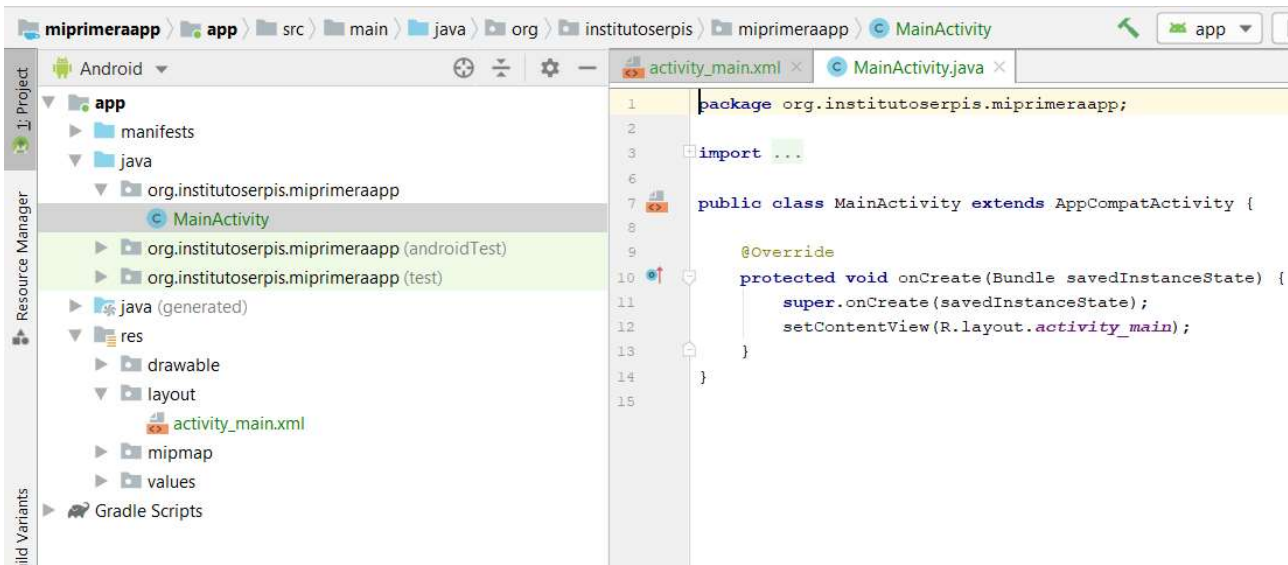 miprimeraapp app src main java org institutoserpis miprimeraapp MainActivity app
1: Project
Resource Manager
ild Variants
Android
app
manifests
java
org.institutoserpis.miprimeraapp
MainActivity
org.institutoserpis.miprimeraapp (androidTest)
org.institutoserpis.miprimeraapp (test)
java (generated)
res
drawable
layout
activity_main.xml
mipmap
values
Gradle Scripts
activity_main.xml MainActivity.java
1 package org.institutoserpis.miprimeraapp;
2
3 import ...
6
7 public class MainActivity extends AppCompatActivity {
8
9 @Override
10 protected void onCreate(Bundle savedInstanceState) {
11 super.onCreate(savedInstanceState);
12 setContentView(R.layout.activity_main);
13 }
14 }
15